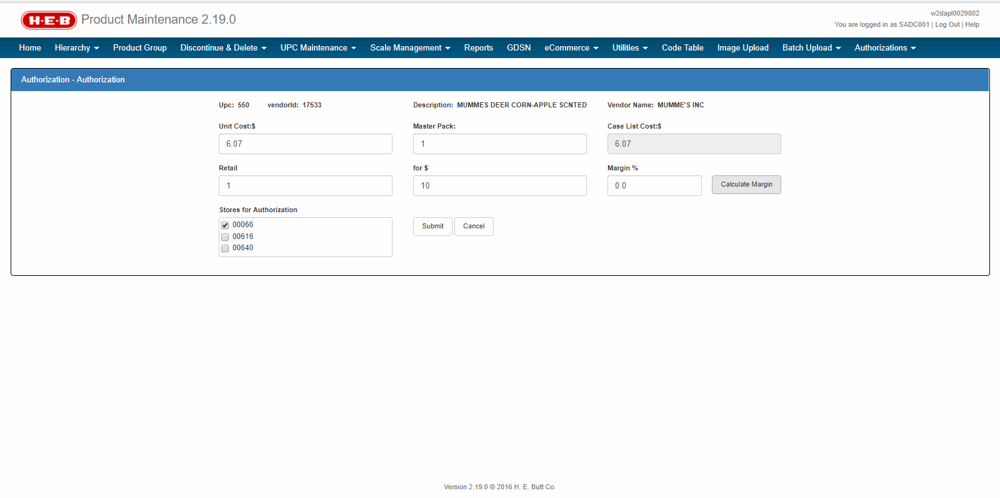 H-E-B Product Maintenance 2.19.0
w2dapl0029802
You are logged in as SADC001 | Log Out | Help
Home Hierarchy Product Group Discontinue & Delete UPC Maintenance Scale Management Reports GDSN eCommerce Utilities Code Table Image Upload Batch Upload Authorizations
Authorization - Authorization
Upc: 550 vendorId: 17533 Description: MUMMES DEER CORN-APPLE SCNTED Vendor Name: MUMME'S INC
Unit Cost:$ Master Pack: Case List Cost:$
6.07 1 6.07
Retail for $ Margin %
1 10 0.0 Calculate Margin
Stores for Authorization
00066 Submit Cancel
00616
00640
Version 2.19.0 © 2016 H. E. Butt Co.